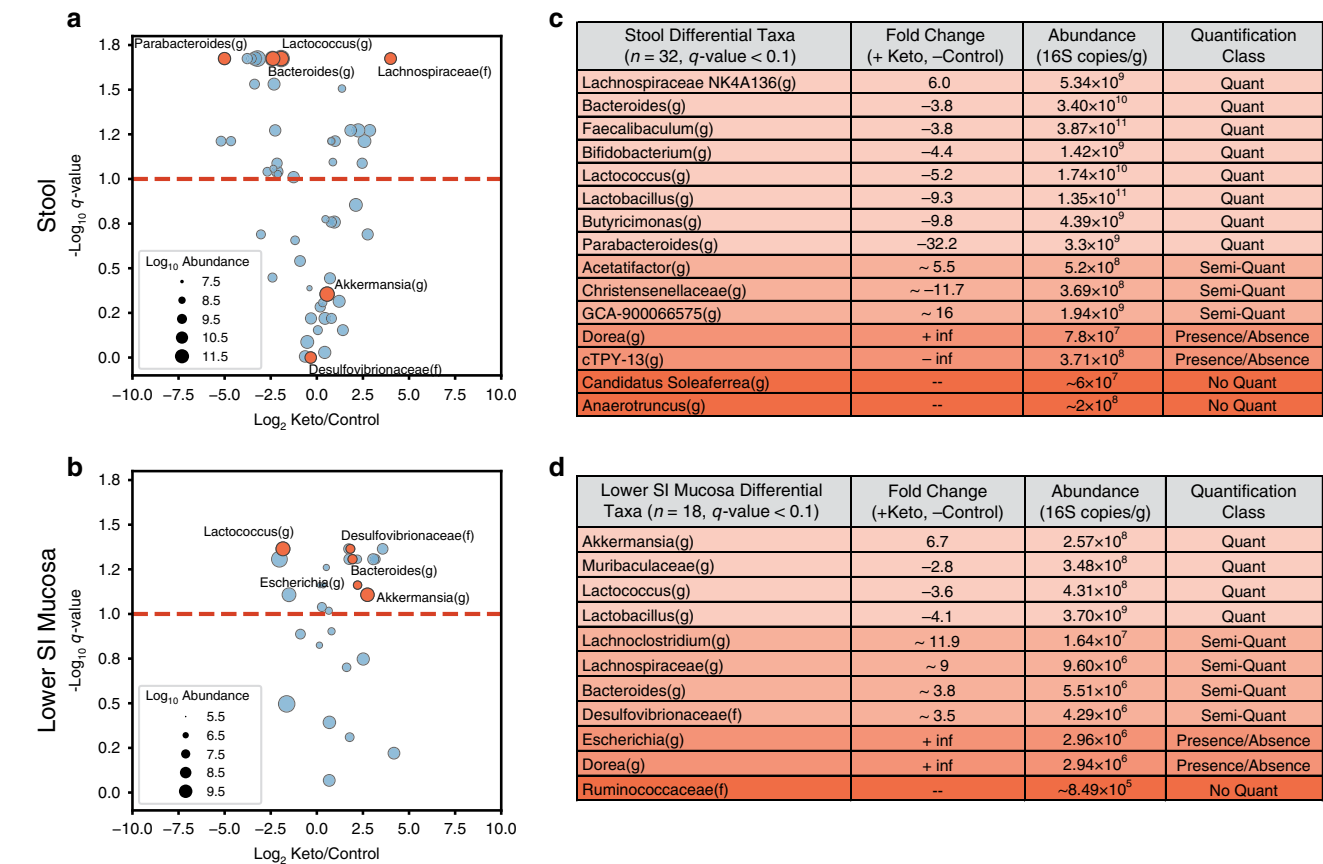 a
Stool
-Log10 q-value
1.8
1.5
1.2
1.0
0.8
0.5
0.2
0.0
Parabacteroides(g)
Lactococcus(g)
Bacteroides(g)
Lachnospiraceae(f)
Akkermansia(g)
Desulfovibrionaceae(f)
Log10 Abundance
7.5
8.5
9.5
10.5
11.5
−10.0 −7.5 −5.0 −2.5 0.0 2.5 5.0 7.5 10.0
Log2 Keto/Control
b
Lower SI Mucosa
-Log10 q-value
1.8
1.5
1.2
1.0
0.8
0.5
0.2
0.0
Lactococcus(g)
Desulfovibrionaceae(f)
Bacteroides(g)
Escherichia(g)
Akkermansia(g)
Log10 Abundance
5.5
6.5
7.5
8.5
9.5
−10.0 −7.5 −5.0 −2.5 0.0 2.5 5.0 7.5 10.0
Log2 Keto/Control
c
Stool Differential Taxa (n = 32, q-value < 0.1) Fold Change (+ Keto, –Control) Abundance (16S copies/g) Quantification Class
Lachnospiraceae NK4A136(g) 6.0 5.34×10^9 Quant
Bacteroides(g) –3.8 3.40×10^10 Quant
Faecalibaculum(g) –3.8 3.87×10^11 Quant
Bifidobacterium(g) –4.4 1.42×10^9 Quant
Lactococcus(g) –5.2 1.74×10^10 Quant
Lactobacillus(g) –9.3 1.35×10^11 Quant
Butyricimonas(g) –9.8 4.39×10^9 Quant
Parabacteroides(g) –32.2 3.3×10^9 Quant
Acetatifactor(g) ~ 5.5 5.2×10^8 Semi-Quant
Christensenellaceae(g) ~ –11.7 3.69×10^8 Semi-Quant
GCA-900066575(g) ~ 16 1.94×10^9 Semi-Quant
Dorea(g) + inf 7.8×10^7 Presence/Absence
cTPY-13(g) – inf 3.71×10^8 Presence/Absence
Candidatus Soleaferrea(g) -- ~6×10^7 No Quant
Anaerotruncus(g) -- ~2×10^8 No Quant
d
Lower SI Mucosa Differential Taxa (n = 18, q-value < 0.1) Fold Change (+Keto, –Control) Abundance (16S copies/g) Quantification Class
Akkermansia(g) 6.7 2.57×10^8 Quant
Muribaculaceae(g) –2.8 3.48×10^8 Quant
Lactococcus(g) –3.6 4.31×10^8 Quant
Lactobacillus(g) –4.1 3.70×10^9 Quant
Lachnoclostridium(g) ~ 11.9 1.64×10^7 Semi-Quant
Lachnospiraceae(g) ~ 9 9.60×10^6 Semi-Quant
Bacteroides(g) ~ 3.8 5.51×10^6 Semi-Quant
Desulfovibrionaceae(f) ~ 3.5 4.29×10^6 Semi-Quant
Escherichia(g) + inf 2.96×10^6 Presence/Absence
Dorea(g) + inf 2.94×10^6 Presence/Absence
Ruminococcaceae(f) -- ~8.49×10^5 No Quant